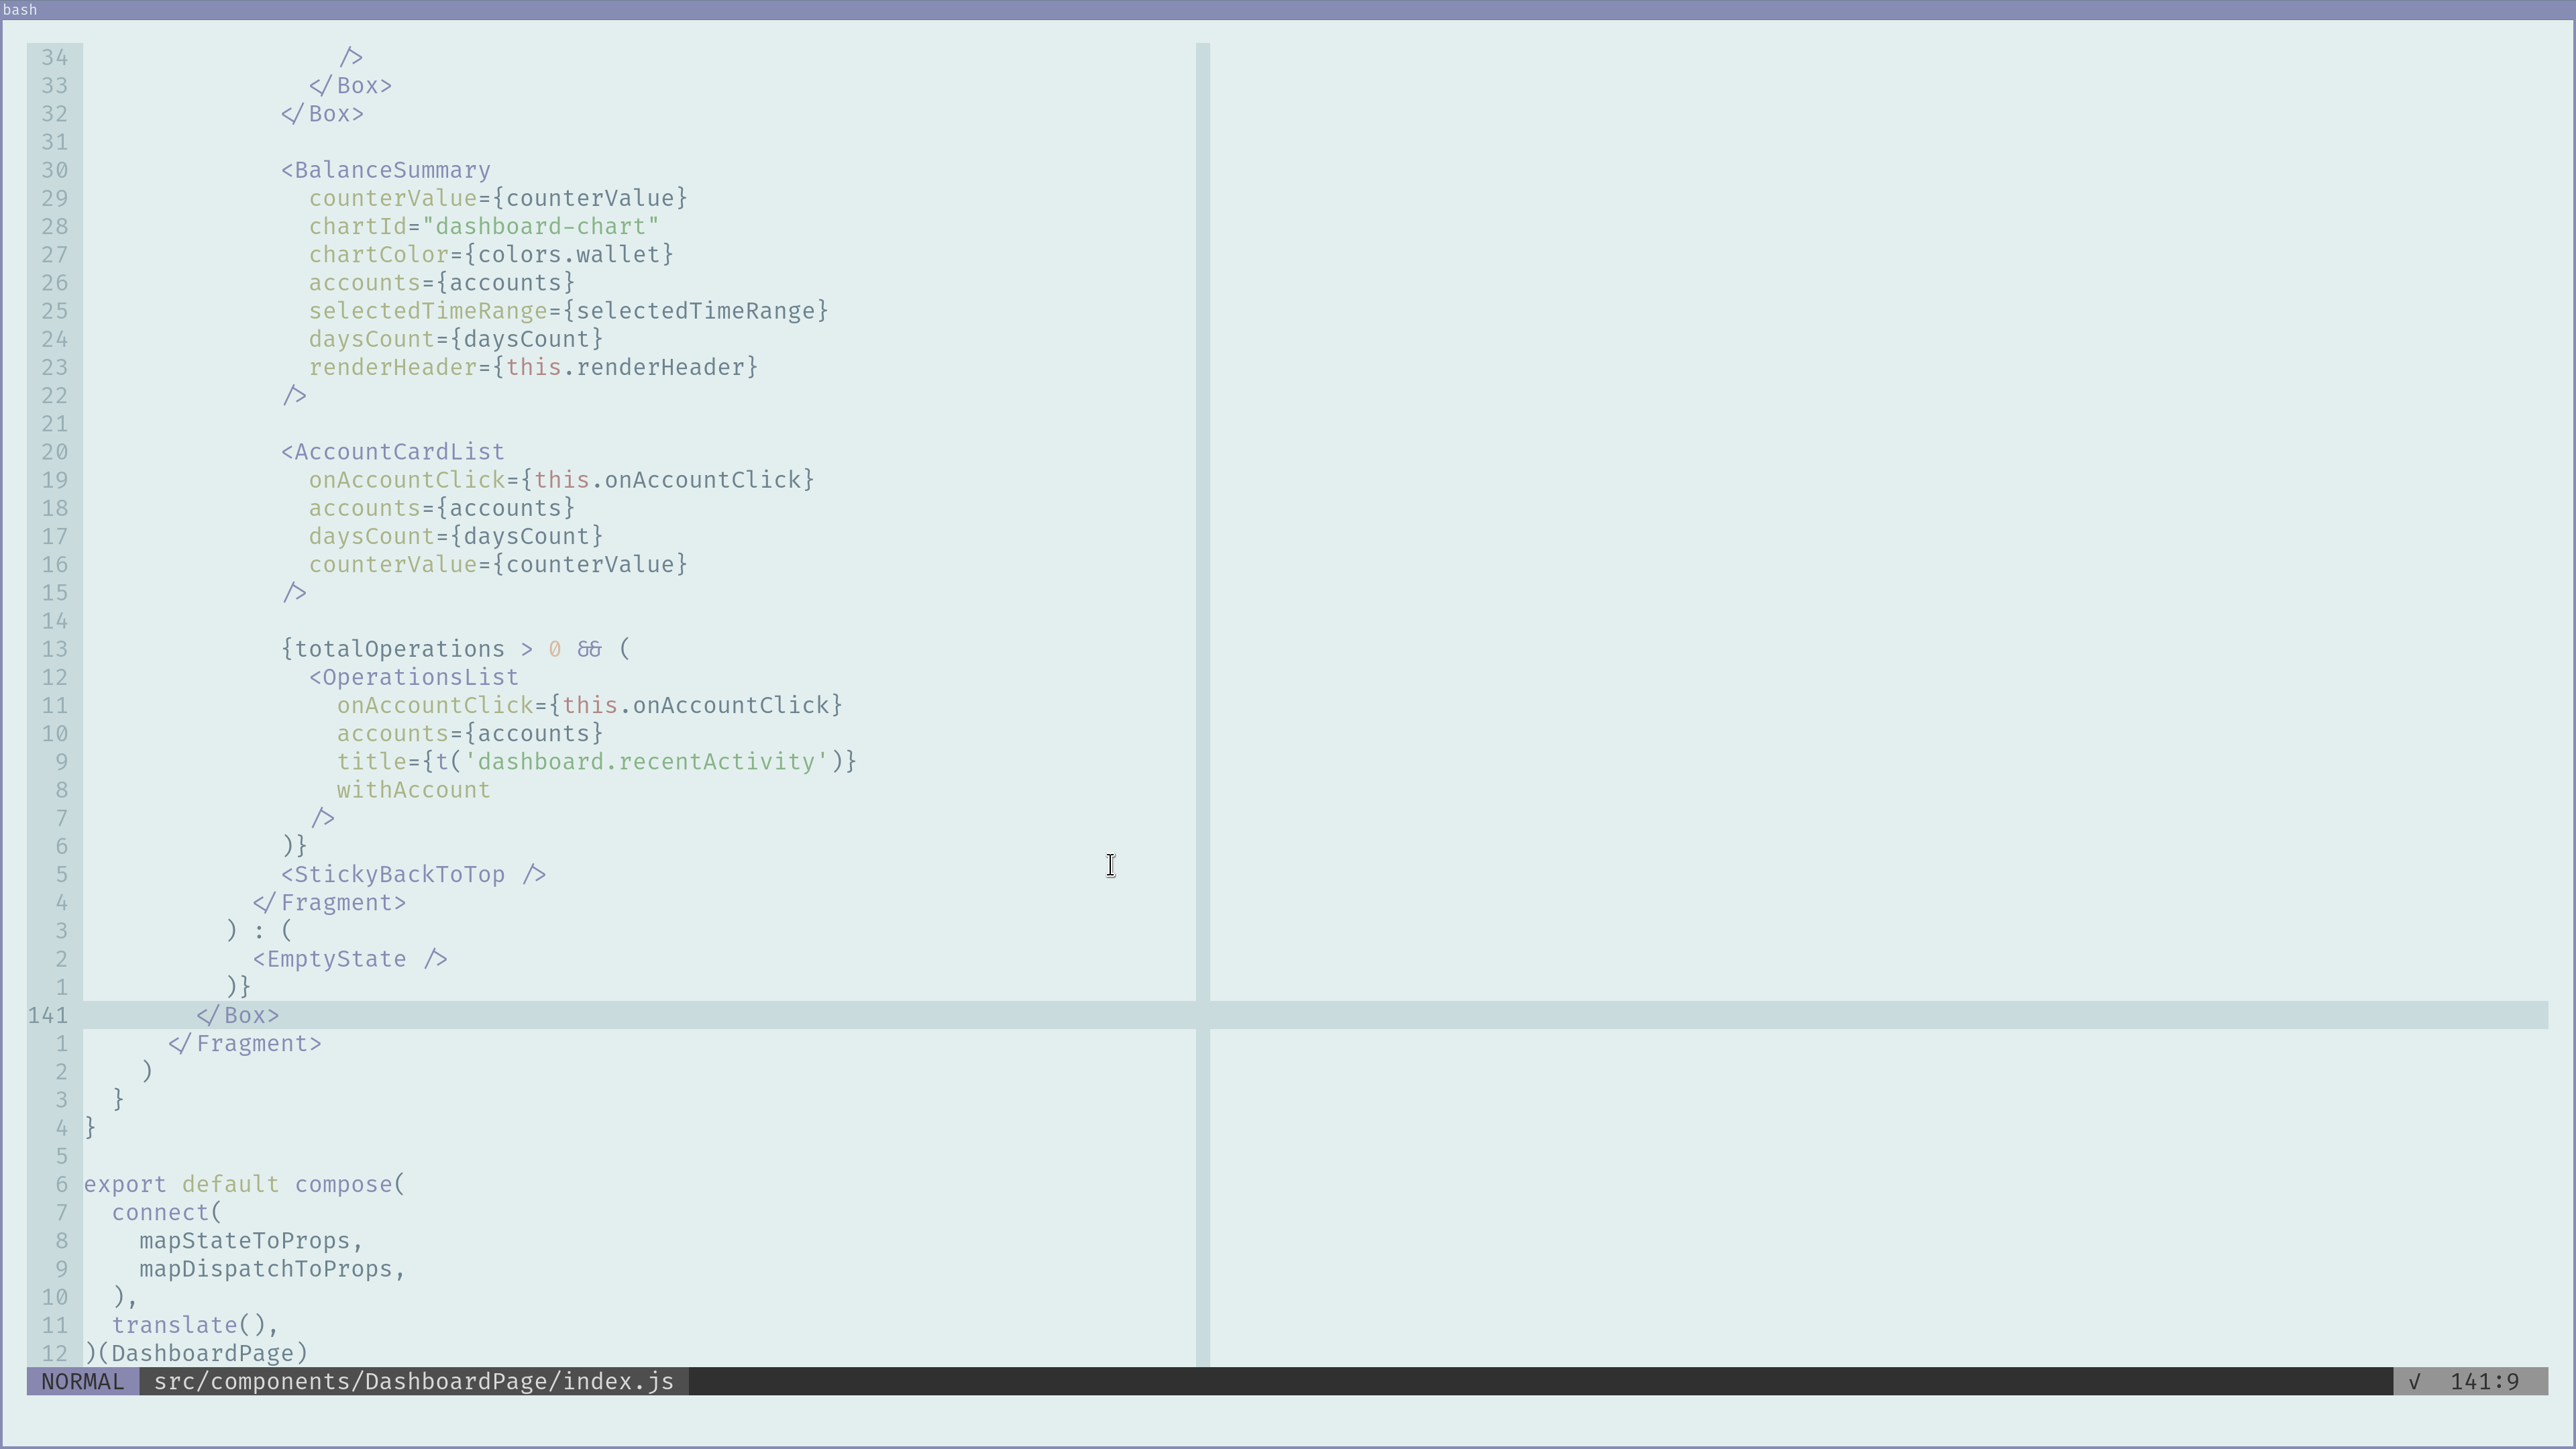 bash
34                   />
33                 </Box>
32               </Box>
31
30               <BalanceSummary
29                 counterValue={counterValue}
28                 chartId="dashboard-chart"
27                 chartColor={colors.wallet}
26                 accounts={accounts}
25                 selectedTimeRange={selectedTimeRange}
24                 daysCount={daysCount}
23                 renderHeader={this.renderHeader}
22               />
21
20               <AccountCardList
19                 onAccountClick={this.onAccountClick}
18                 accounts={accounts}
17                 daysCount={daysCount}
16                 counterValue={counterValue}
15               />
14
13               {totalOperations > 0 && (
12                 <OperationsList
11                   onAccountClick={this.onAccountClick}
10                   accounts={accounts}
9                   title={t('dashboard.recentActivity')}
8                   withAccount
7                 />
6               )}
5               <StickyBackToTop />
4             </Fragment>
3           ) : (
2             <EmptyState />
1           )}
141         </Box>
1       </Fragment>
2     )
3   }
4 }
5
6 export default compose(
7   connect(
8     mapStateToProps,
9     mapDispatchToProps,
10   ),
11   translate(),
12 )(DashboardPage)
NORMAL src/components/DashboardPage/index.js √ 141:9